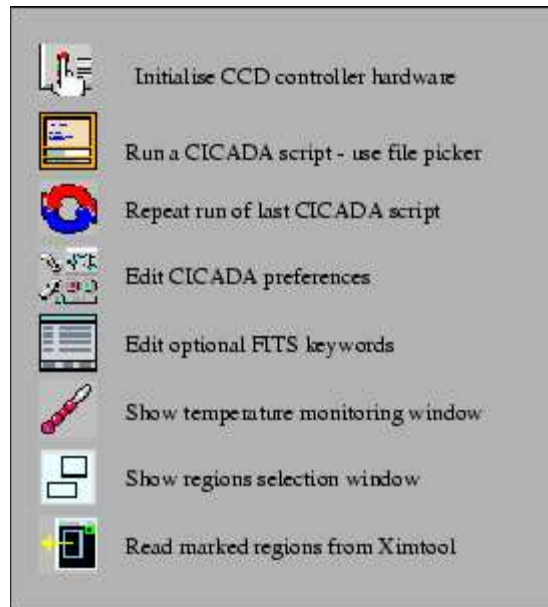 Initialise CCD controller hardware
Run a CICADA script - use file picker
Repeat run of last CICADA script
Edit CICADA preferences
Edit optional FITS keywords
Show temperature monitoring window
Show regions selection window
Read marked regions from Ximtool